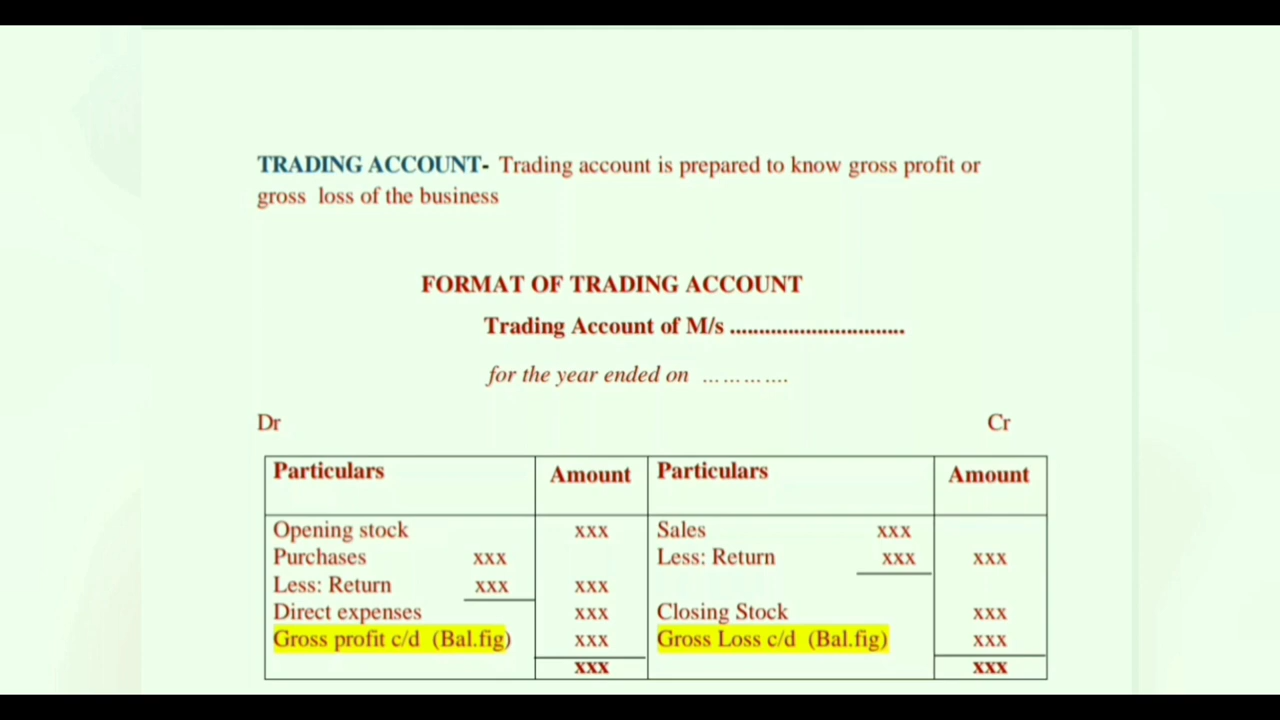 TRADING ACCOUNT- Trading account is prepared to know gross profit or
gross loss of the business
FORMAT OF TRADING ACCOUNT
Trading Account of M/s ..............................
for the year ended on ............
Dr Cr
Particulars Amount Particulars Amount
Opening stock xxx Sales xxx
Purchases xxx Less: Return xxx xxx
Less: Return xxx xxx
Direct expenses xxx Closing Stock xxx
Gross profit c/d (Bal.fig) xxx Gross Loss c/d (Bal.fig) xxx
xxx xxx